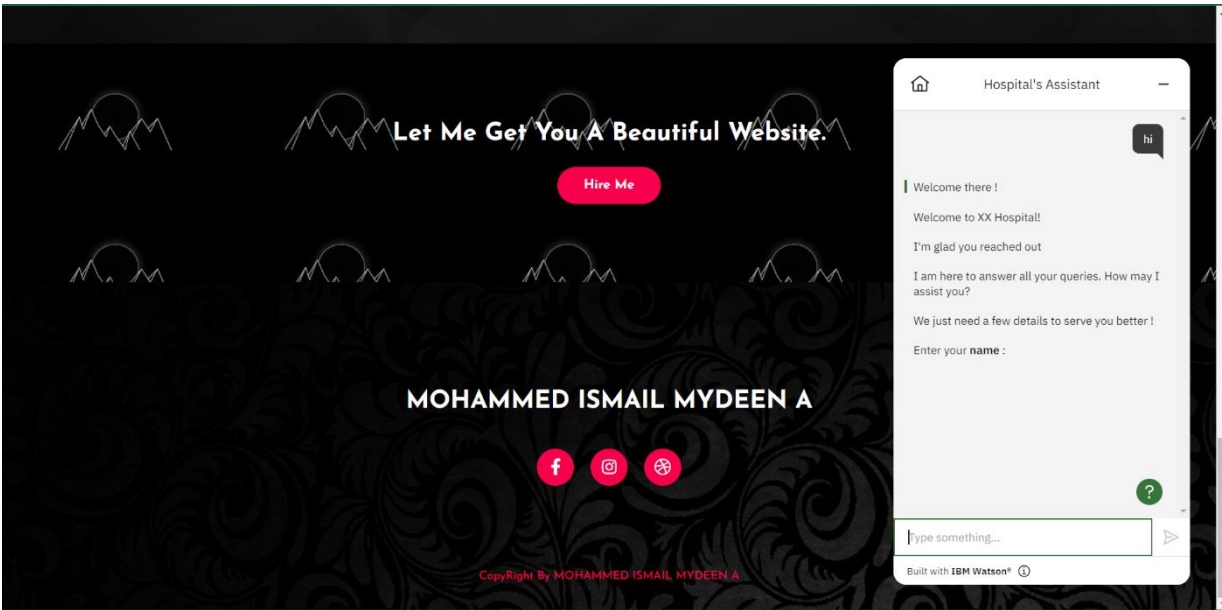 Let Me Get You A Beautiful Website.
Hire Me
MOHAMMED ISMAIL MYDEEN A
CopyRight By MOHAMMED ISMAIL MYDEEN A
Hospital's Assistant
hi
Welcome there !
Welcome to XX Hospital!
I'm glad you reached out
I am here to answer all your queries. How may I
assist you?
We just need a few details to serve you better !
Enter your name :
?
Type something...
Built with IBM Watson®